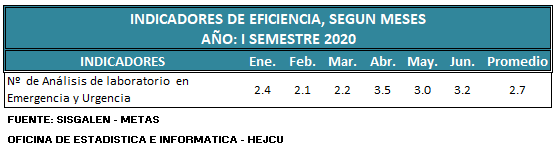 INDICADORES DE EFICIENCIA, SEGUN MESES
AÑO: I SEMESTRE 2020
INDICADORES Ene. Feb. Mar. Abr. May. Jun. Promedio
Nº de Análisis de laboratorio en
Emergencia y Urgencia 2.4 2.1 2.2 3.5 3.0 3.2 2.7
FUENTE: SISGALEN - METAS
OFICINA DE ESTADISTICA E INFORMATICA - HEJCU